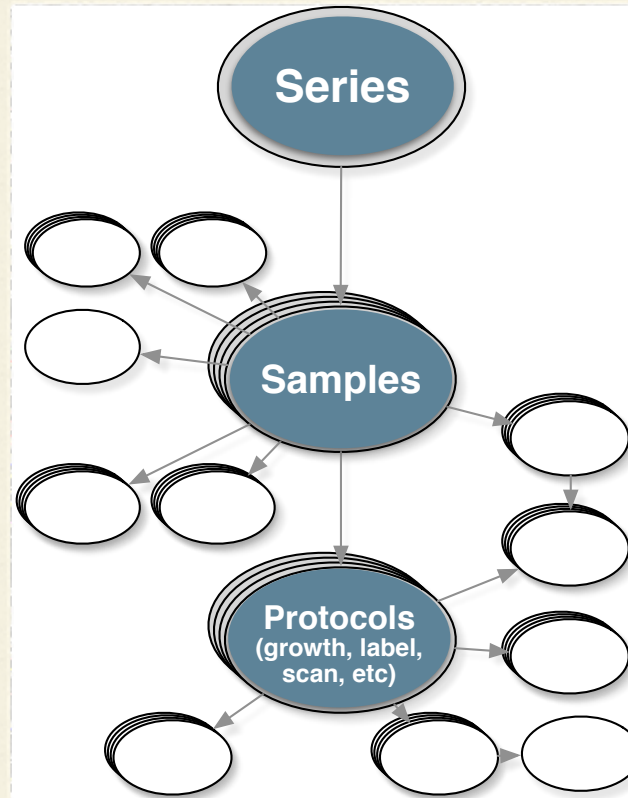 Series
Samples
Protocols
(growth, label,
scan, etc)